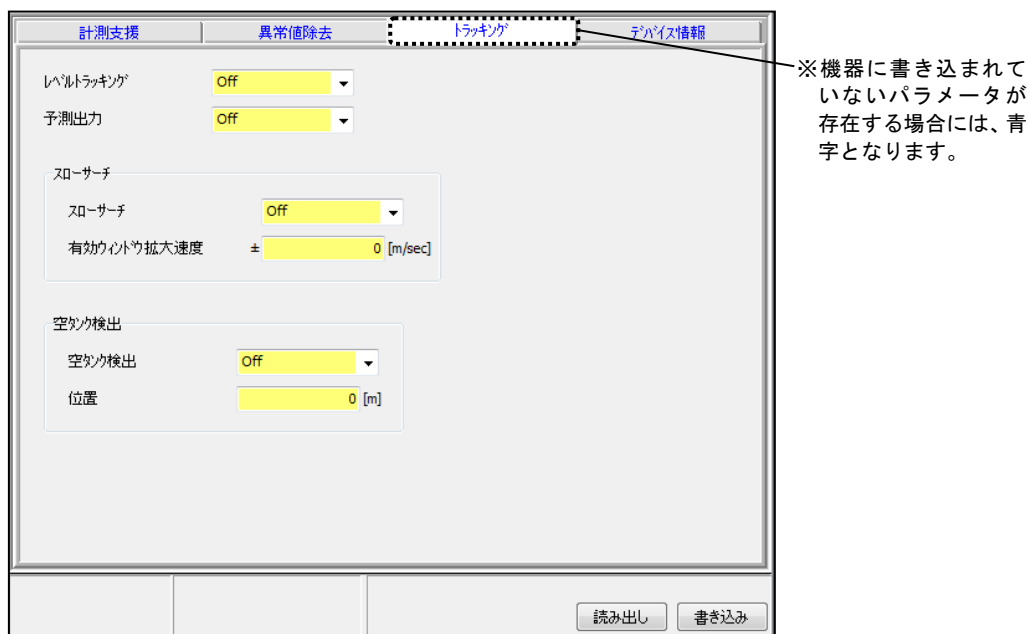 計測支援 異常値除去 ﾄﾗｯｷﾝｸﾞ ﾃﾞﾊﾞｲｽ情報
※機器に書き込まれて
いないパラメータが
存在する場合には、青
字となります。
ﾚﾍﾞﾙﾄﾗｯｷﾝｸﾞ Off
予測出力 Off
ｽﾛｰｻｰﾁ
ｽﾛｰｻｰﾁ Off
有効ｳｨﾝﾄﾞｳ拡大速度 ± 0 [m/sec]
空ﾀﾝｸ検出
空ﾀﾝｸ検出 Off
位置 0 [m]
読み出し 書き込み